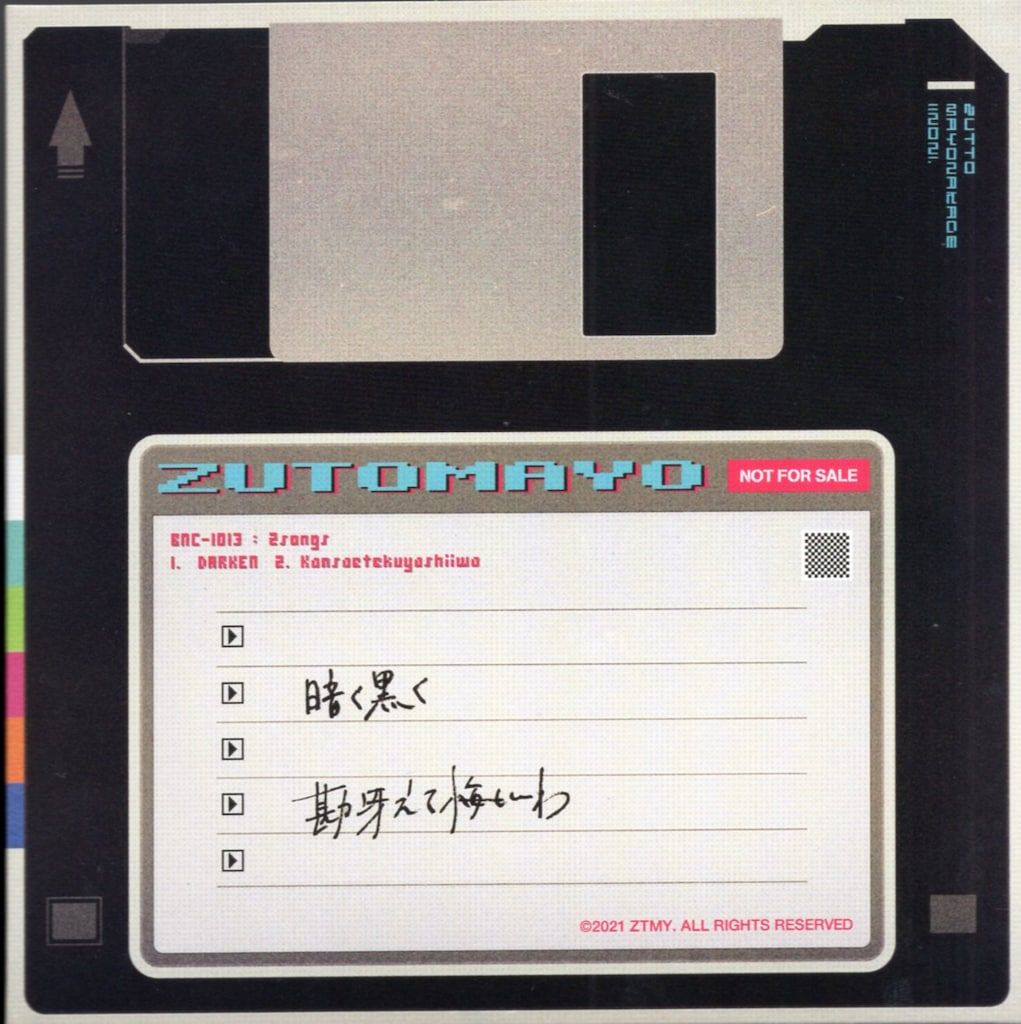 ZUTTO
MAYONAKADE
IINONI.
ZUTOMAYO
NOT FOR SALE
BNC-1013 : 2songs
1. DARKEN 2. Kansaetekuyashiiwa
暗く黒く
勘冴えて悔しいわ
©2021 ZTMY. ALL RIGHTS RESERVED